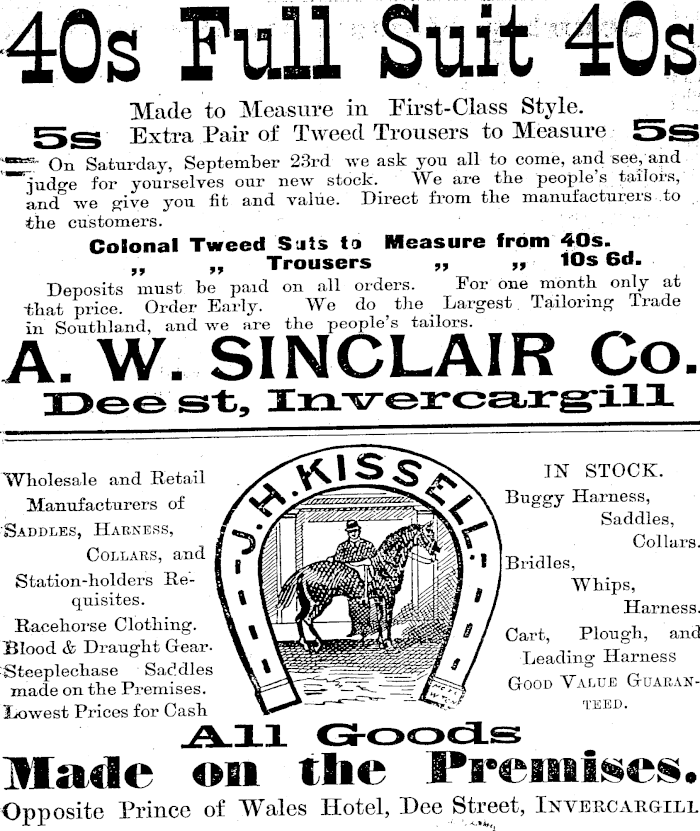 40s Full Suit 40s
Made to Measure in First-Class Style.
5s Extra Pair of Tweed Trousers to Measure 5s
On Saturday, September 23rd we ask you all to come, and see, and
judge for yourselves our new stock. We are the people's tailors,
and we give you fit and value. Direct from the manufacturers to
the customers.
Colonal Tweed Suts to Measure from 40s.
,, ,, Trousers ,, ,, 10s 6d.
Deposits must be paid on all orders. For one month only at
that price. Order Early. We do the Largest Tailoring Trade
in Southland, and we are the people's tailors.
A. W. SINCLAIR Co.
Dee st, Invercargill
Wholesale and Retail
Manufacturers of
SADDLES, HARNESS,
COLLARS, and
Station-holders Re-
quisites.
Racehorse Clothing.
Blood & Draught Gear.
Steeplechase Saddles
made on the Premises.
Lowest Prices for Cash
J. H. KISSELL.
IN STOCK.
Buggy Harness,
Saddles,
Collars.
Bridles,
Whips,
Harness.
Cart, Plough, and
Leading Harness
GOOD VALUE GUARAN-
TEED.
All Goods
Made on the Premises.
Opposite Prince of Wales Hotel, Dee Street, INVERCARGILL